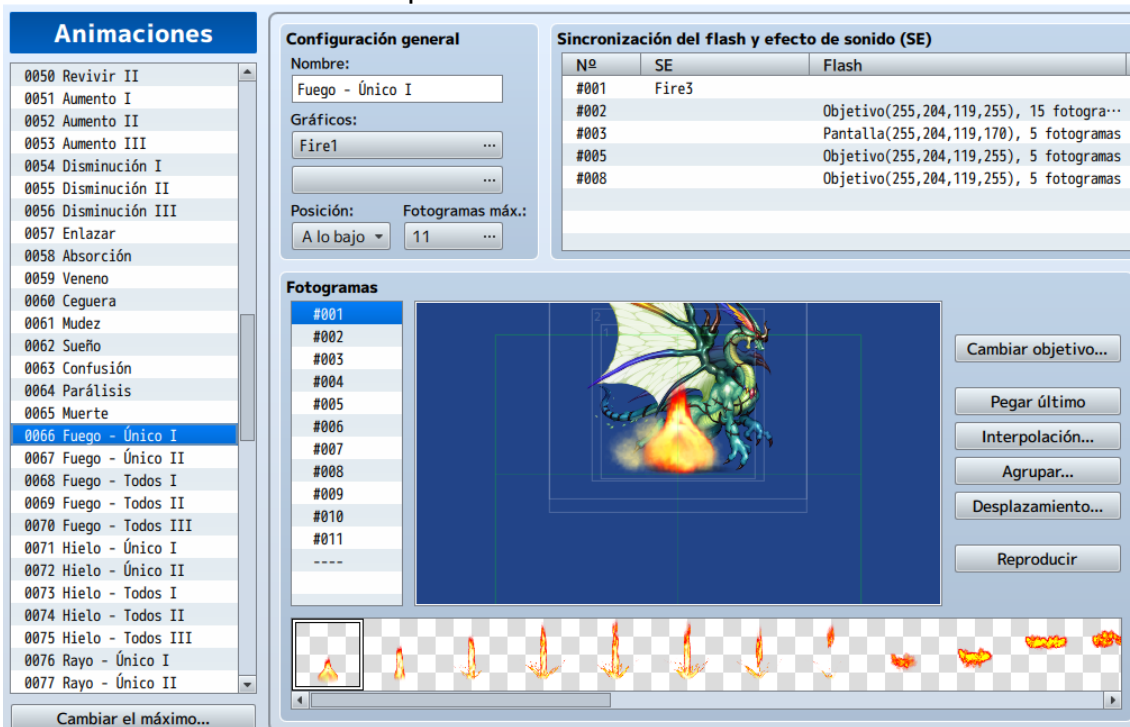 Animaciones
0050 Revivir II
0051 Aumento I
0052 Aumento II
0053 Aumento III
0054 Disminución I
0055 Disminución II
0056 Disminución III
0057 Enlazar
0058 Absorción
0059 Veneno
0060 Ceguera
0061 Mudez
0062 Sueño
0063 Confusión
0064 Parálisis
0065 Muerte
0066 Fuego - Único I
0067 Fuego - Único II
0068 Fuego - Todos I
0069 Fuego - Todos II
0070 Fuego - Todos III
0071 Hielo - Único I
0072 Hielo - Único II
0073 Hielo - Todos I
0074 Hielo - Todos II
0075 Hielo - Todos III
0076 Rayo - Único I
0077 Rayo - Único II
Cambiar el máximo...
Configuración general
Nombre:
Fuego - Único I
Gráficos:
Fire1 ...
...
Posición: Fotogramas máx.:
A lo bajo 11 ...
Sincronización del flash y efecto de sonido (SE)
Nº SE Flash
#001 Fire3
#002 Objetivo(255,204,119,255), 15 fotogra...
#003 Pantalla(255,204,119,170), 5 fotogramas
#005 Objetivo(255,204,119,255), 5 fotogramas
#008 Objetivo(255,204,119,255), 5 fotogramas
Fotogramas
#001
#002
#003
#004
#005
#006
#007
#008
#009
#010
#011
----
2
1
Cambiar objetivo...
Pegar último
Interpolación...
Agrupar...
Desplazamiento...
Reproducir